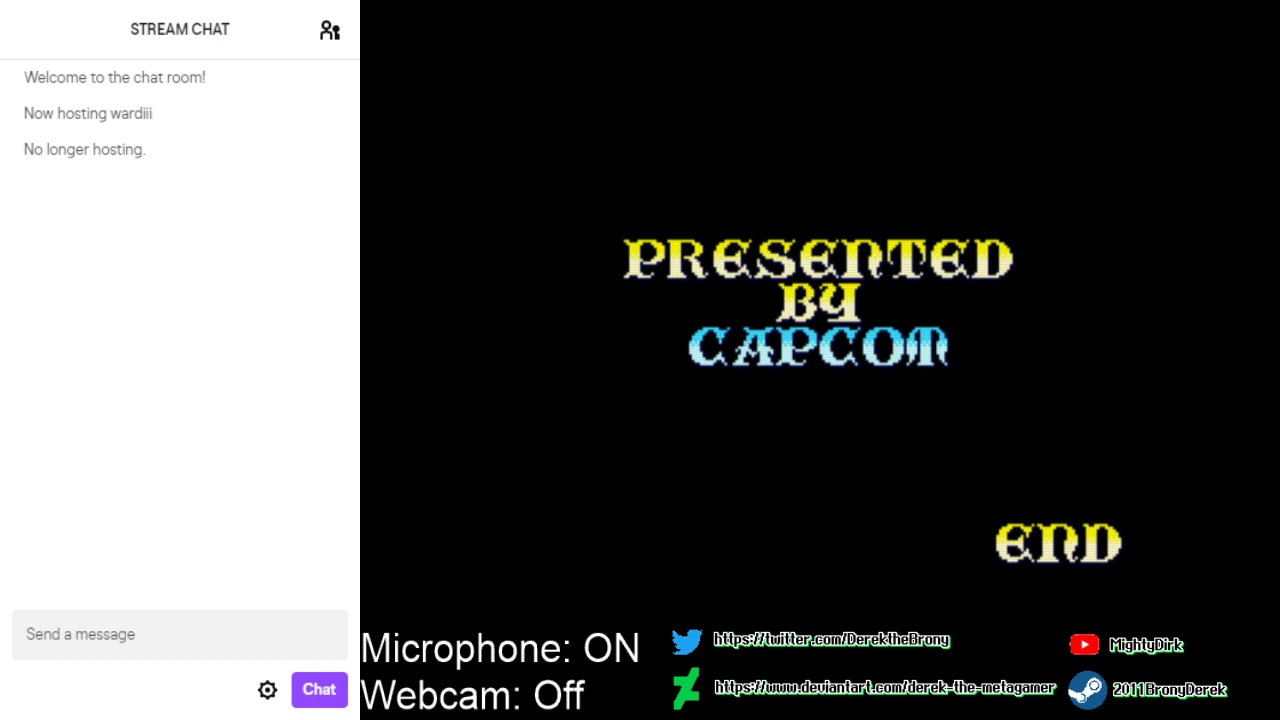 STREAM CHAT
Welcome to the chat room!
Now hosting wardiii
No longer hosting.
Send a message
Chat
PRESENTED
BY
CAPCOM
END
Microphone: ON
Webcam: Off
https://twitter.com/DerektheBrony
https://www.deviantart.com/derek-the-metagamer
MightyDirk
2011BronyDerek